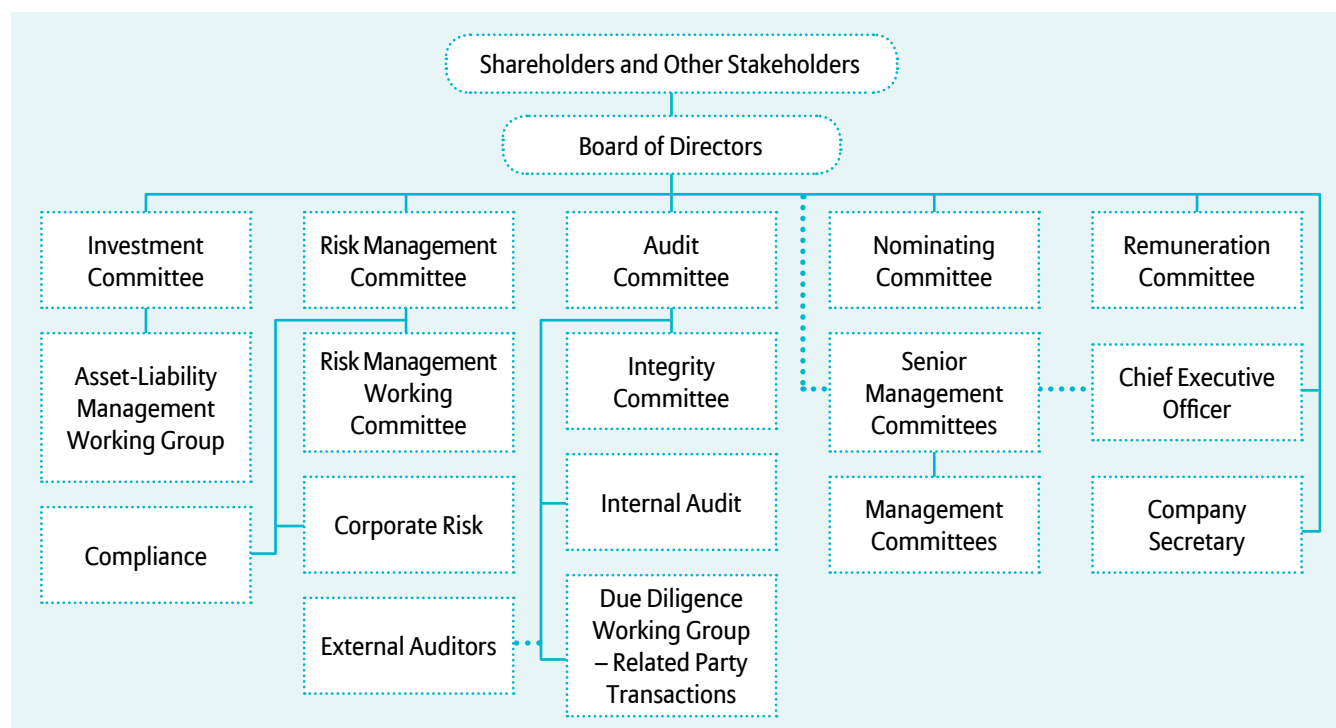 Shareholders and Other Stakeholders
Board of Directors
Investment
Committee
Risk Management
Committee
Audit
Committee
Nominating
Committee
Remuneration
Committee
Asset-Liability
Management
Working Group
Risk Management
Working
Committee
Integrity
Committee
Senior
Management
Committees
Chief Executive
Officer
Compliance
Corporate Risk
Internal Audit
Management
Committees
Company
Secretary
External Auditors
Due Diligence
Working Group
– Related Party
Transactions